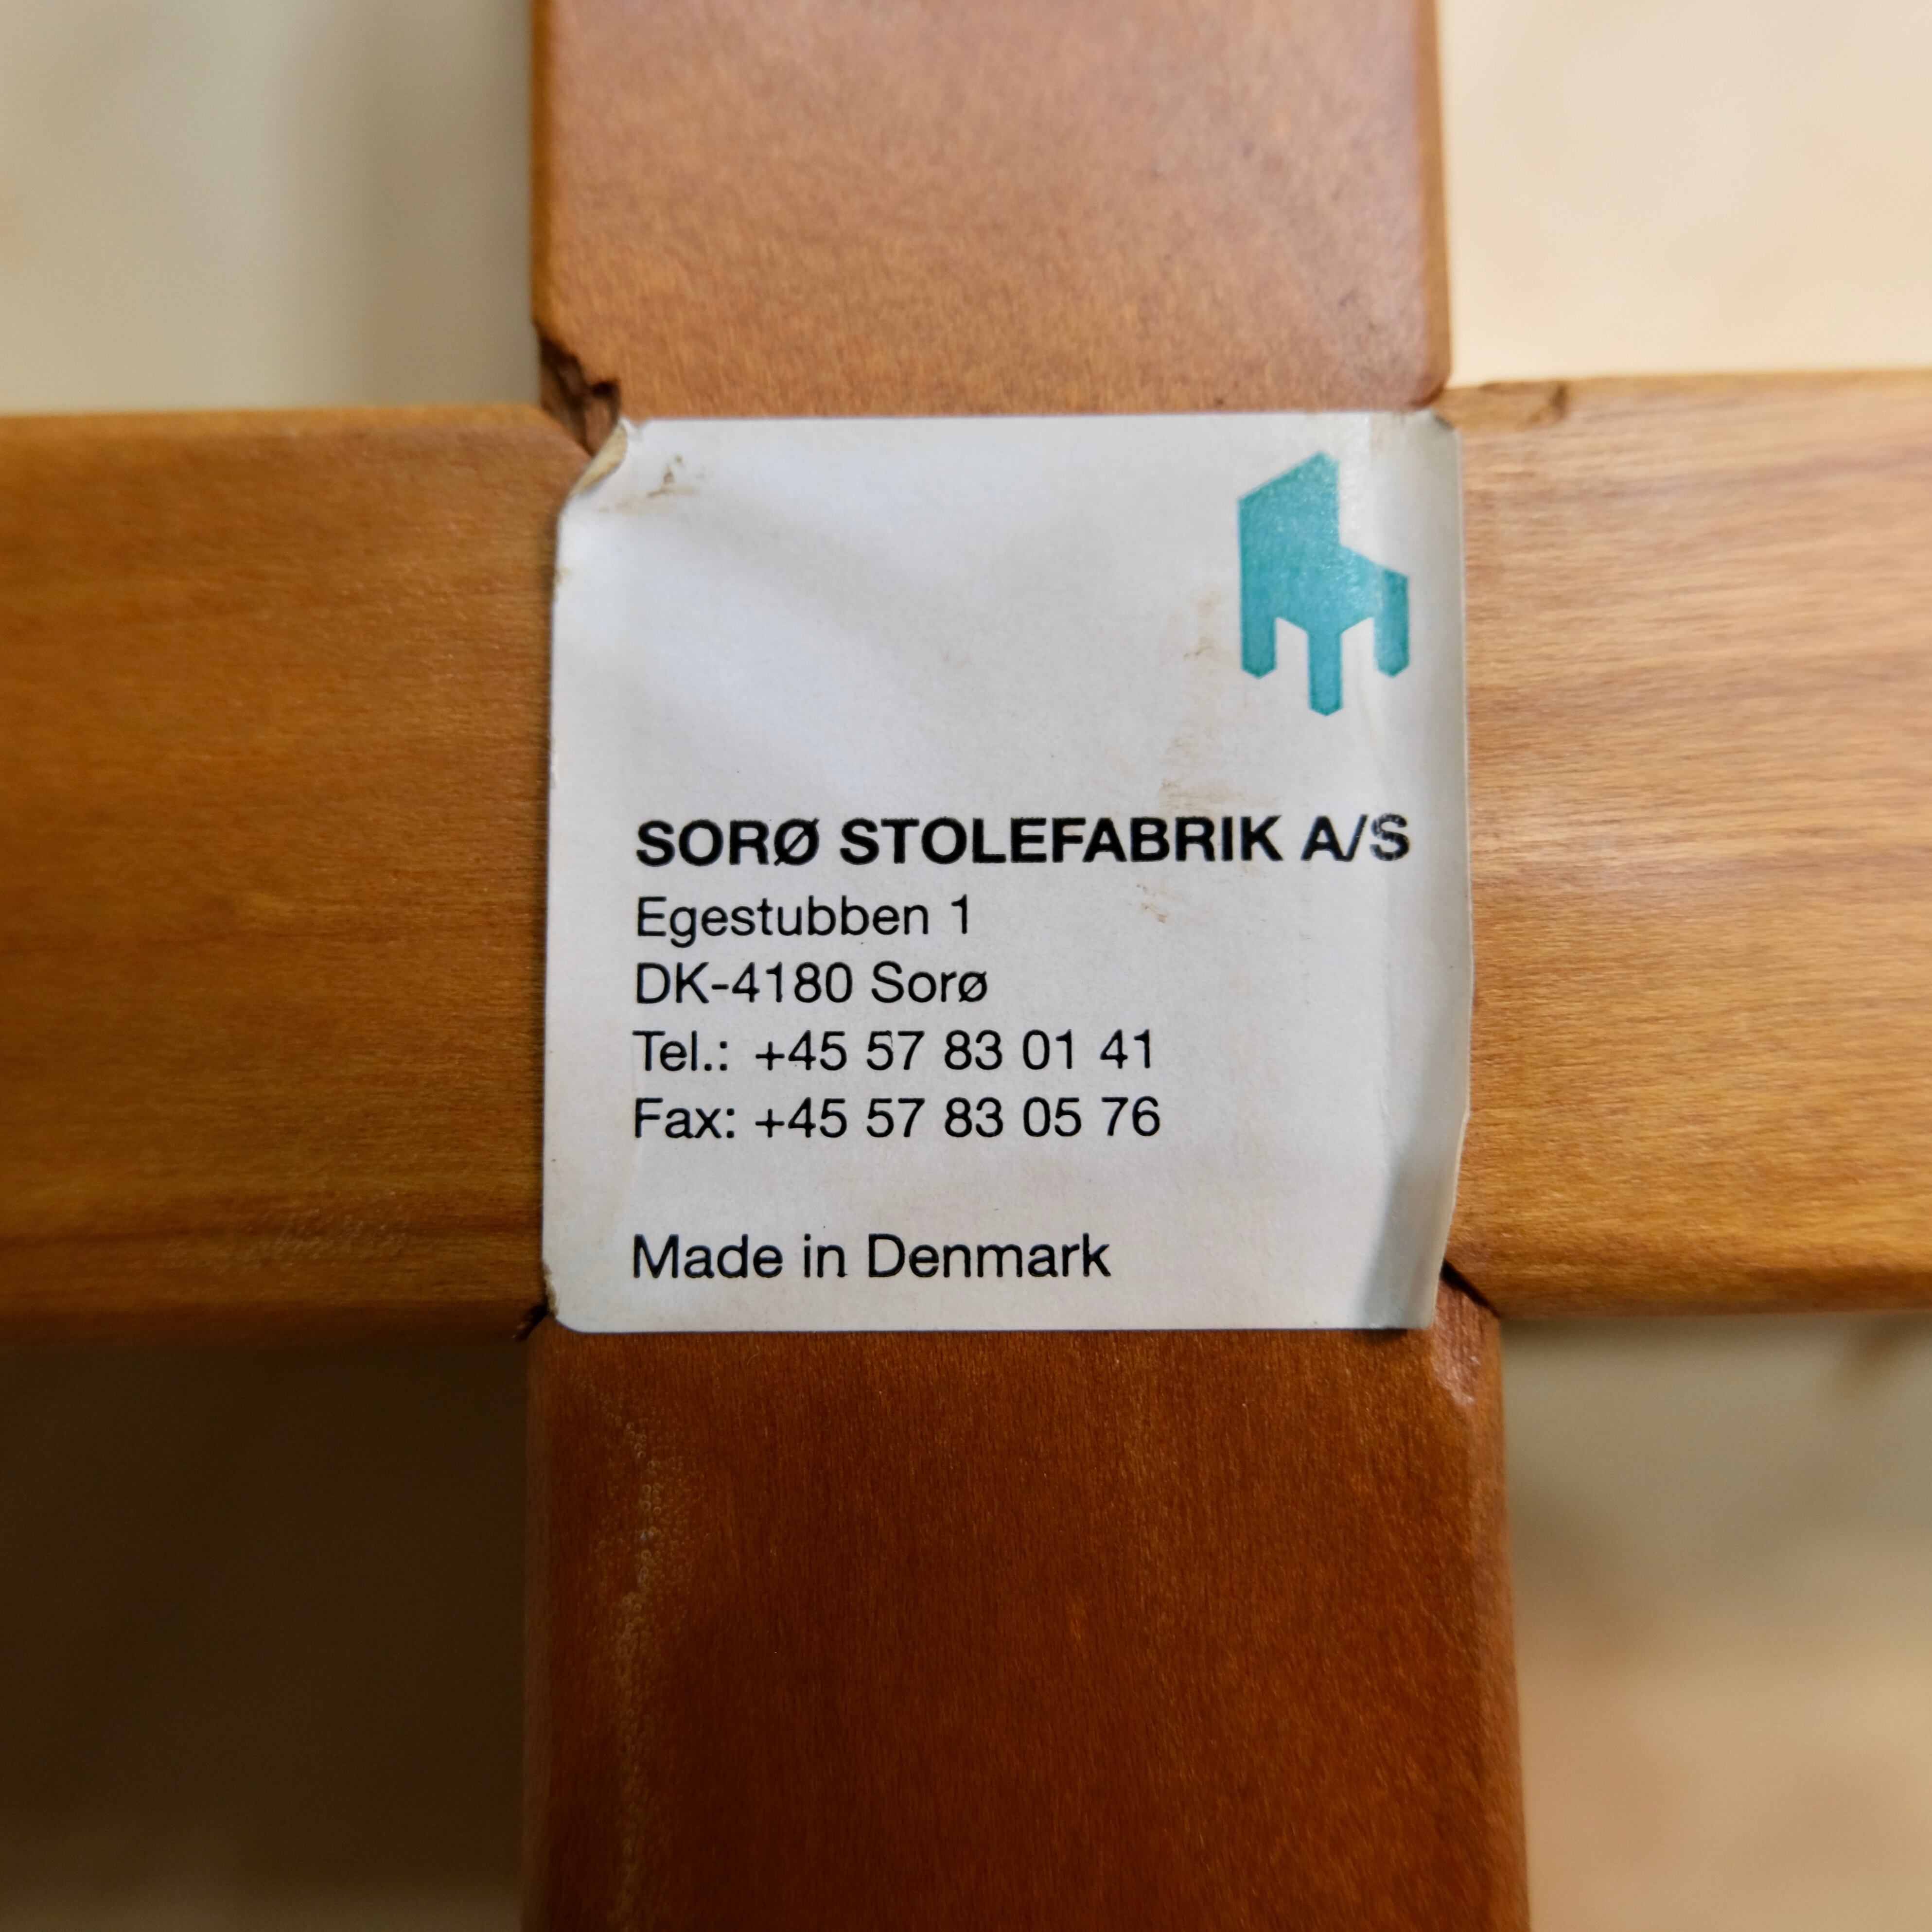 SORØ STOLEFABRIK A/S
Egestubben 1
DK-4180 Sorø
Tel.: +45 57 83 01 41
Fax: +45 57 83 05 76
Made in Denmark